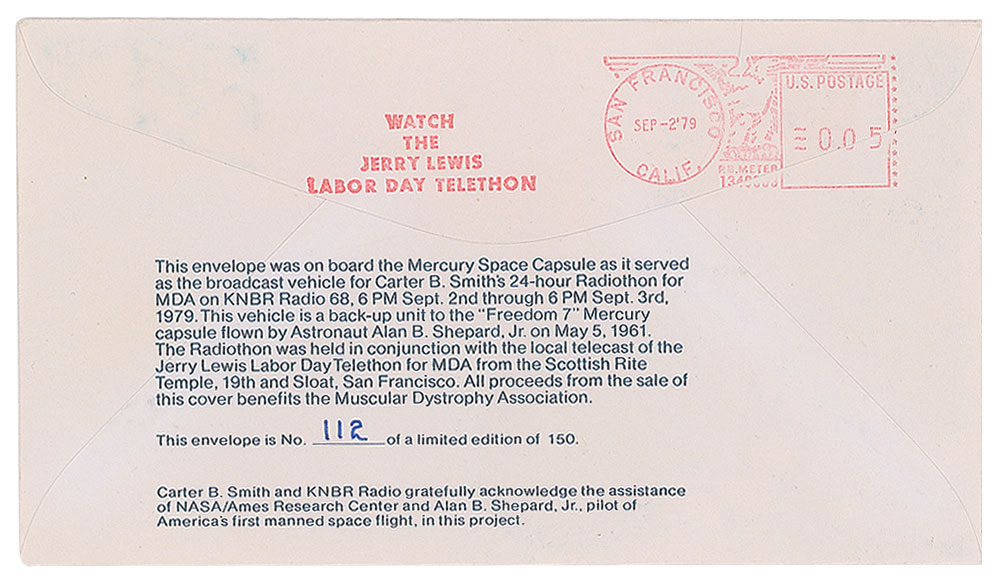 WATCH
THE
JERRY LEWIS
LABOR DAY TELETHON
SAN FRANCISCO
CALIF.
SEP -2'79
P.B. METER
U.S. POSTAGE
0.05
This envelope was on board the Mercury Space Capsule as it served
as the broadcast vehicle for Carter B. Smith's 24-hour Radiothon for
MDA on KNBR Radio 68, 6 PM Sept. 2nd through 6 PM Sept. 3rd,
1979. This vehicle is a back-up unit to the "Freedom 7" Mercury
capsule flown by Astronaut Alan B. Shepard, Jr. on May 5, 1961.
The Radiothon was held in conjunction with the local telecast of the
Jerry Lewis Labor Day Telethon for MDA from the Scottish Rite
Temple, 19th and Sloat, San Francisco. All proceeds from the sale of
this cover benefits the Muscular Dystrophy Association.
This envelope is No. 112 of a limited edition of 150.
Carter B. Smith and KNBR Radio gratefully acknowledge the assistance
of NASA/Ames Research Center and Alan B. Shepard, Jr., pilot of
America's first manned space flight, in this project.